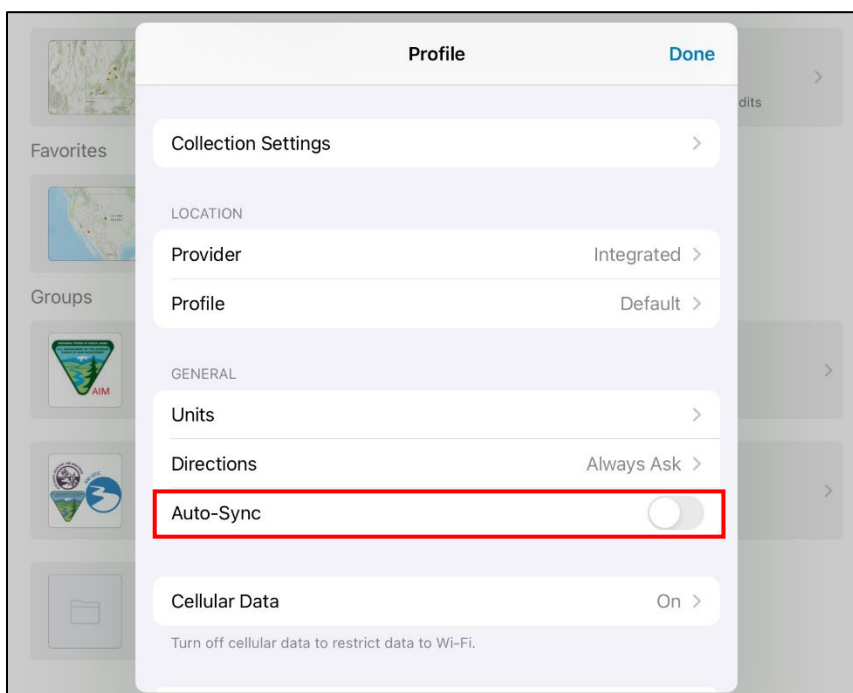 Profile
Done
dits
Collection Settings
Favorites
LOCATION
Provider
Integrated
Groups
Profile
Default
AIM
GENERAL
Units
Directions
Always Ask
Auto-Sync
Cellular Data
On
Turn off cellular data to restrict data to Wi-Fi.